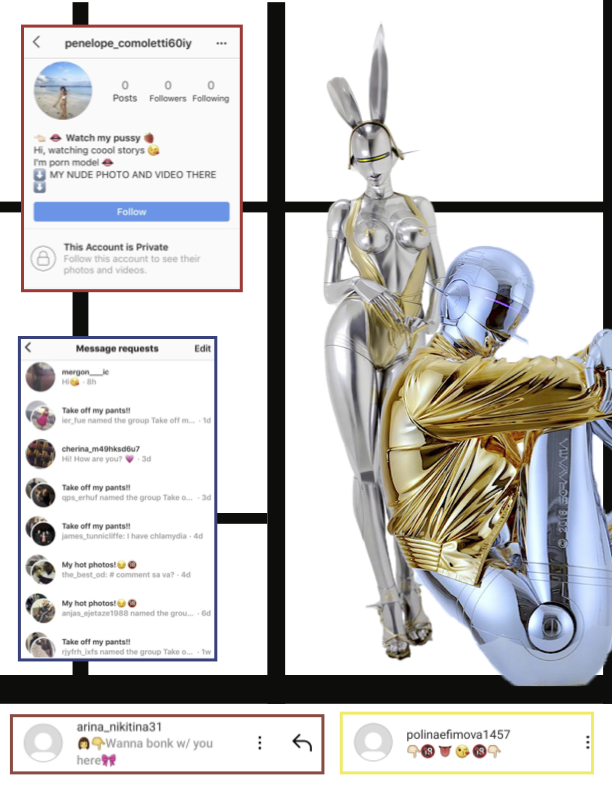 penelope_comoletti60iy
0 0 0
Posts Followers Following
Watch my pussy
Hi, watching coool storys
I'm porn model
MY NUDE PHOTO AND VIDEO THERE
Follow
This Account is Private
Follow this account to see their
photos and videos.
Message requests Edit
mergon___ic
Hi · 8h
Take off my pants!!
ier_fue named the group Take off m... · 1d
cherina_m49hksd6u7
Hi! How are you? · 3d
Take off my pants!!
qps_erhuf named the group Take o... · 3d
Take off my pants!!
james_tunnicliffe: I have chlamydia · 4d
My hot photos!
the_best_od: # comment sa va? · 4d
My hot photos!
anjas_ejetaze1988 named the grou... · 6d
Take off my pants!!
rjyfrh_ixfs named the group Take o... · 1w
© 2018 SORAYAMA
arina_nikitina31
Wanna bonk w/ you
here
polinaefimova1457